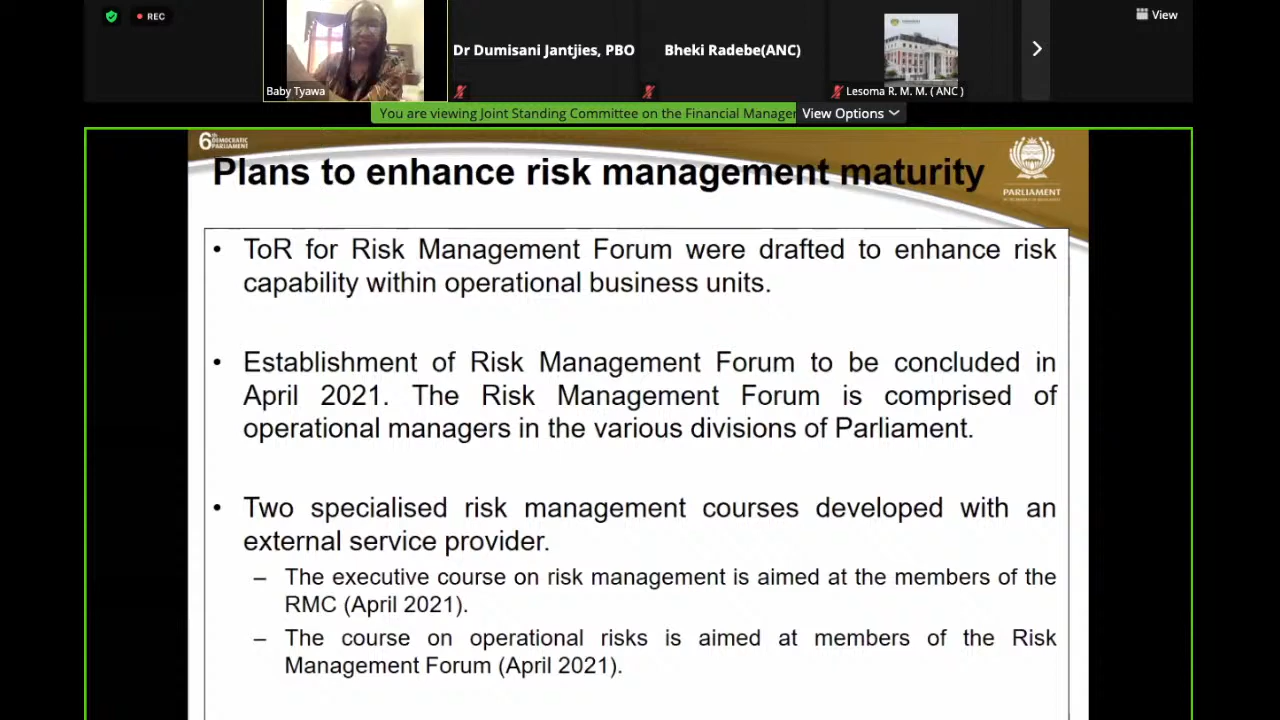 REC
View
Dr Dumisani Jantjies, PBO
Bheki Radebe(ANC)
Baby Tyawa
Lesoma R. M. M. ( ANC )
You are viewing Joint Standing Committee on the Financial Manager
View Options
6th DEMOCRATIC
PARLIAMENT
Plans to enhance risk management maturity
PARLIAMENT
• ToR for Risk Management Forum were drafted to enhance risk
capability within operational business units.
• Establishment of Risk Management Forum to be concluded in
April 2021. The Risk Management Forum is comprised of
operational managers in the various divisions of Parliament.
• Two specialised risk management courses developed with an
external service provider.
– The executive course on risk management is aimed at the members of the
RMC (April 2021).
– The course on operational risks is aimed at members of the Risk
Management Forum (April 2021).